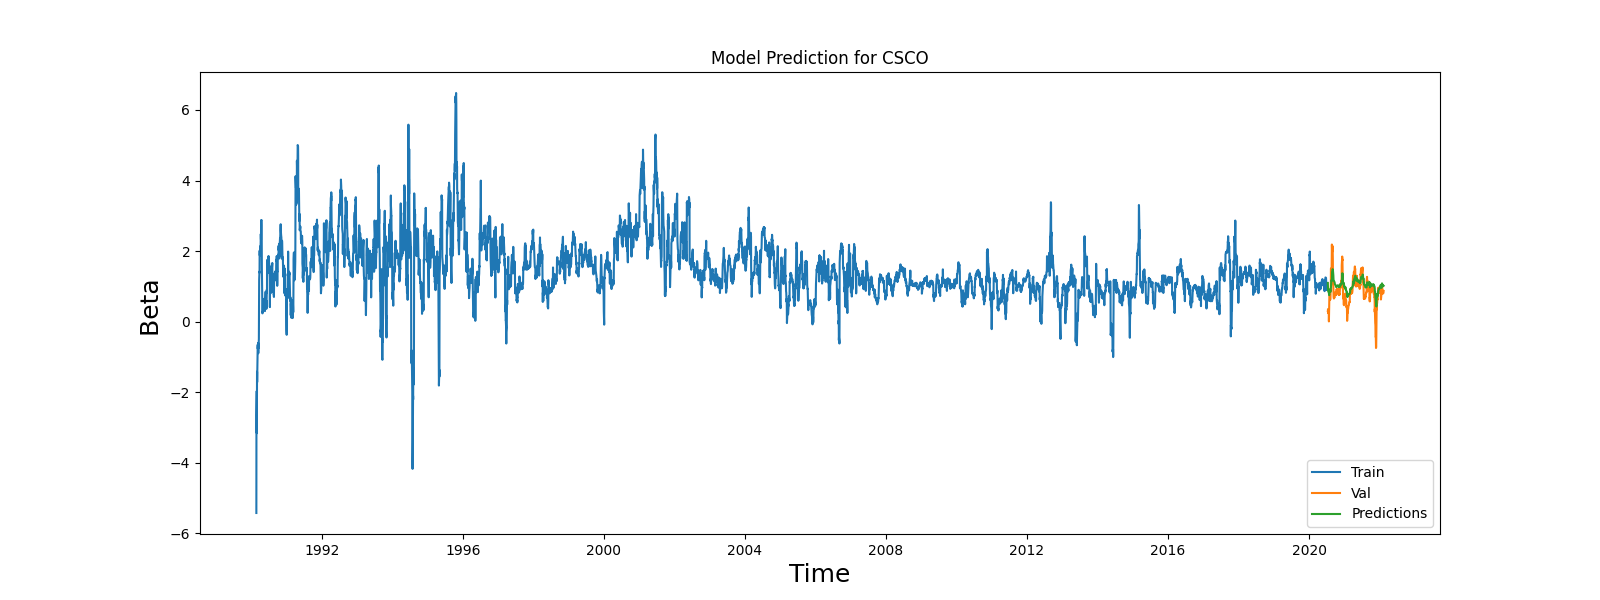 Model Prediction for CSCO
Beta
6
4
2
0
−2
−4
−6
1992 1996 2000 2004 2008 2012 2016 2020
Time
Train
Val
Predictions